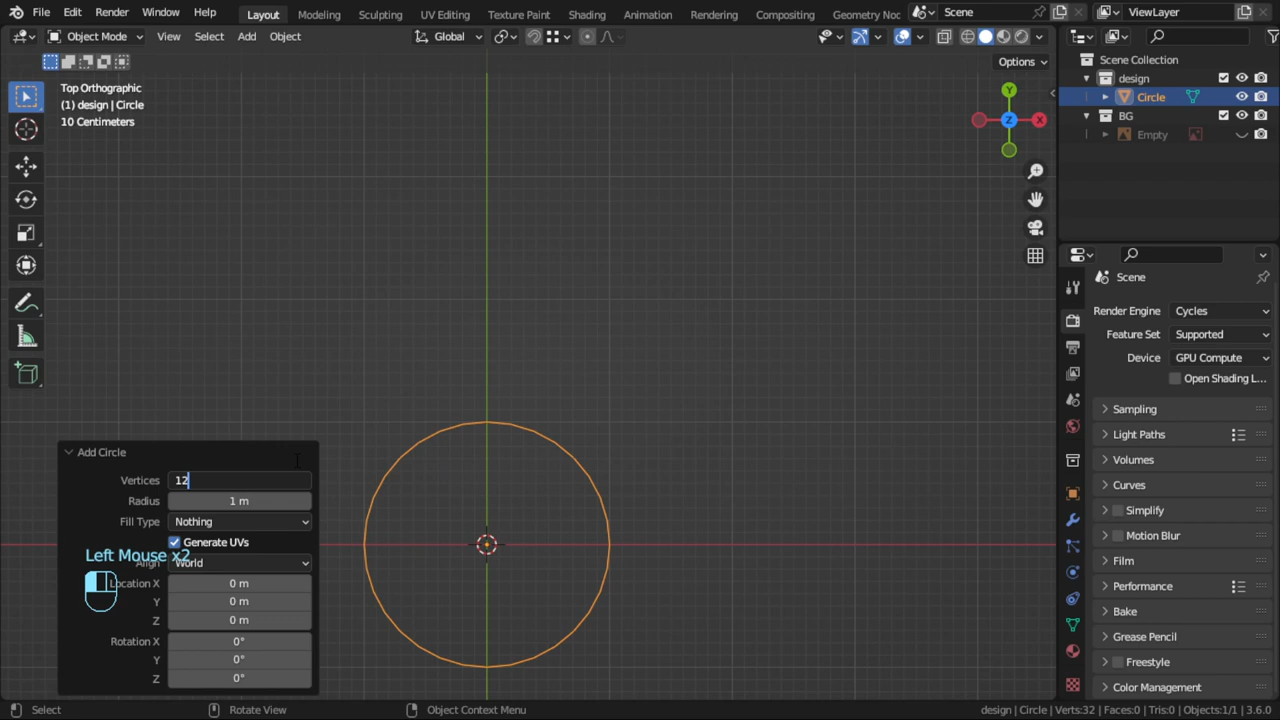 File Edit Render Window Help Layout Modeling Sculpting UV Editing Texture Paint Shading Animation Rendering Compositing Geometry Noc Scene ViewLayer
Object Mode View Select Add Object Global
Options
Top Orthographic
(1) design | Circle
10 Centimeters
Y
X
Z
Scene Collection
design
Circle
BG
Empty
Scene
Render Engine Cycles
Feature Set Supported
Device GPU Compute
Open Shading L...
Sampling
Light Paths
Volumes
Curves
Simplify
Motion Blur
Film
Performance
Bake
Grease Pencil
Freestyle
Color Management
Add Circle
Vertices 12
Radius 1 m
Fill Type Nothing
Generate UVs
Left Mouse x2
Align World
Location X 0 m
Y 0 m
Z 0 m
Rotation X 0°
Y 0°
Z 0°
Select Rotate View Object Context Menu design | Circle | Verts:32 | Faces:0 | Tris:0 | Objects:1/1 | 3.6.0